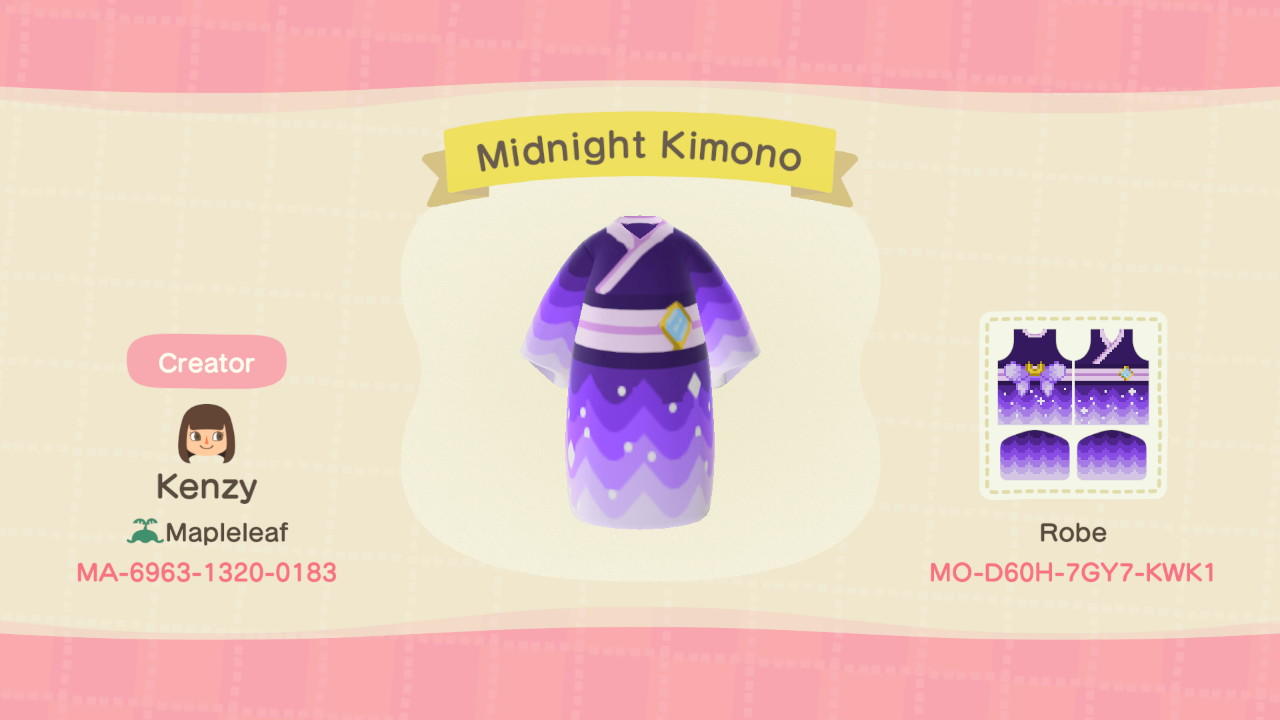 Midnight Kimono
Creator
Kenzy
Mapleleaf
MA-6963-1320-0183
Robe
MO-D60H-7GY7-KWK1